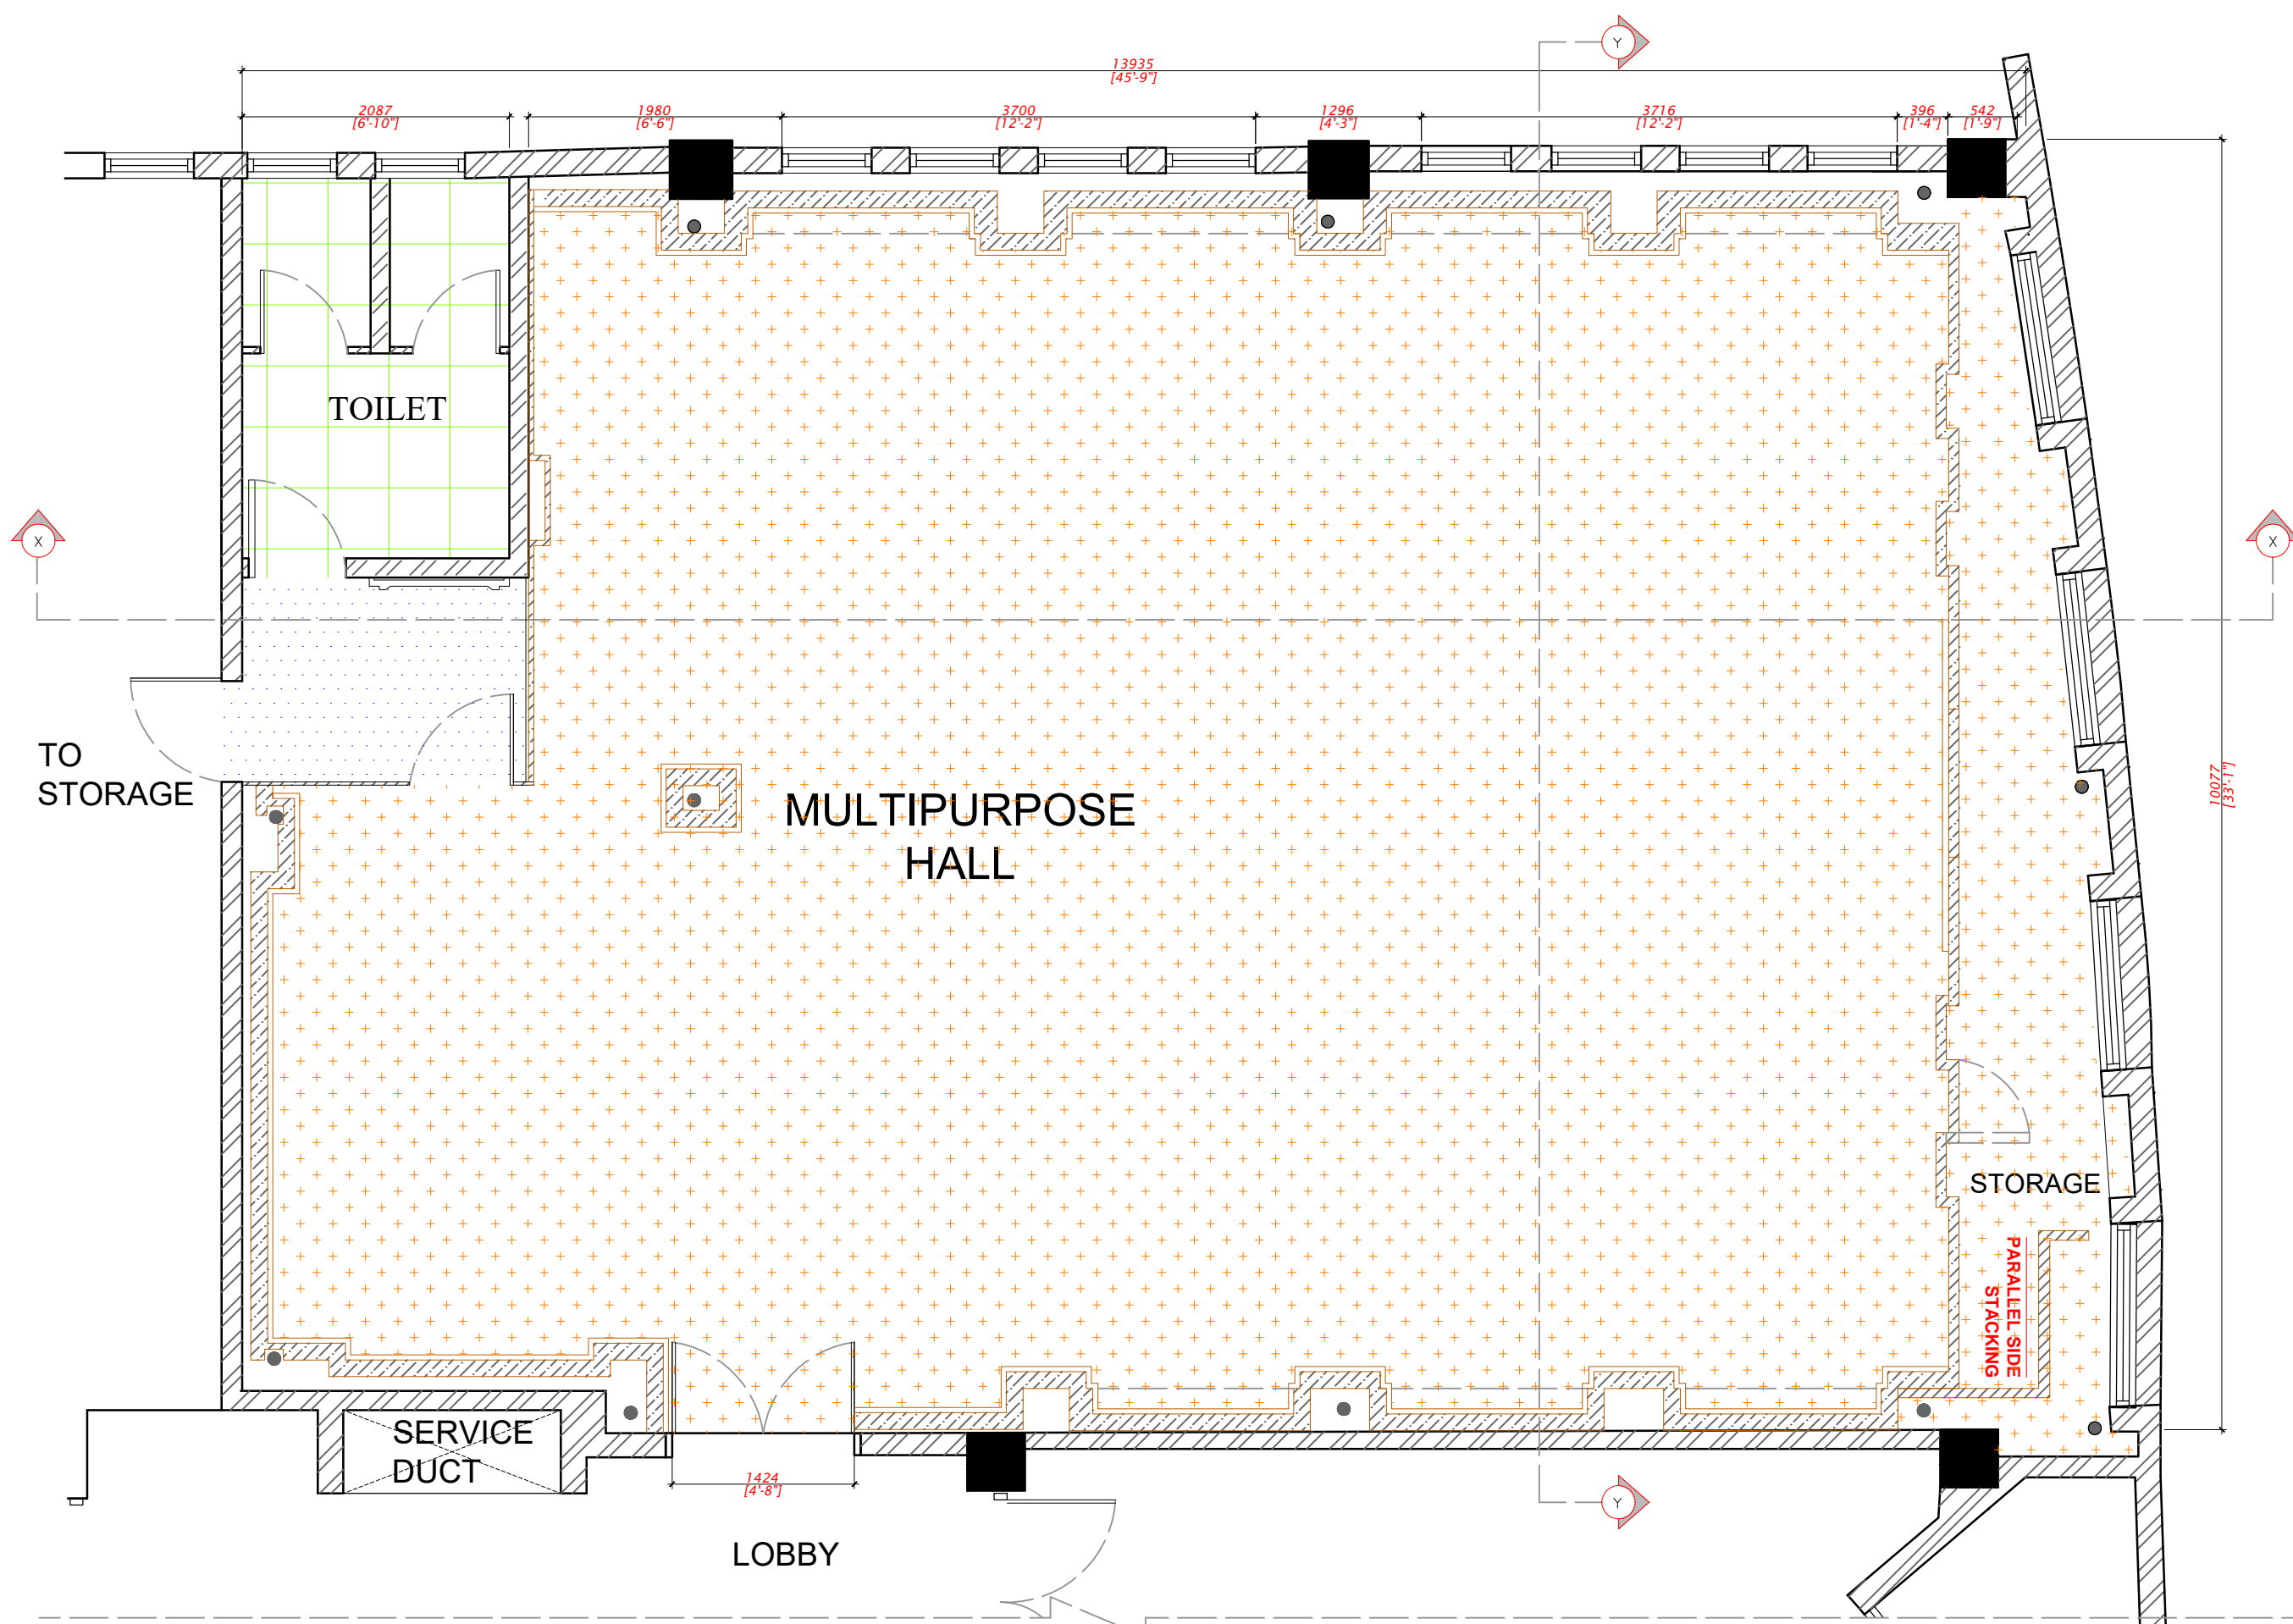 Y
13935
[45'-9"]
2087
[6'-10"]
1980
[6'-6"]
3700
[12'-2"]
1296
[4'-3"]
3716
[12'-2"]
396
[1'-4"]
542
[1'-9"]
TOILET
X
X
TO
STORAGE
MULTIPURPOSE
HALL
10077
[33'-1"]
STORAGE
PARALLEL SIDE
STACKING
SERVICE
DUCT
1424
[4'-8"]
Y
LOBBY